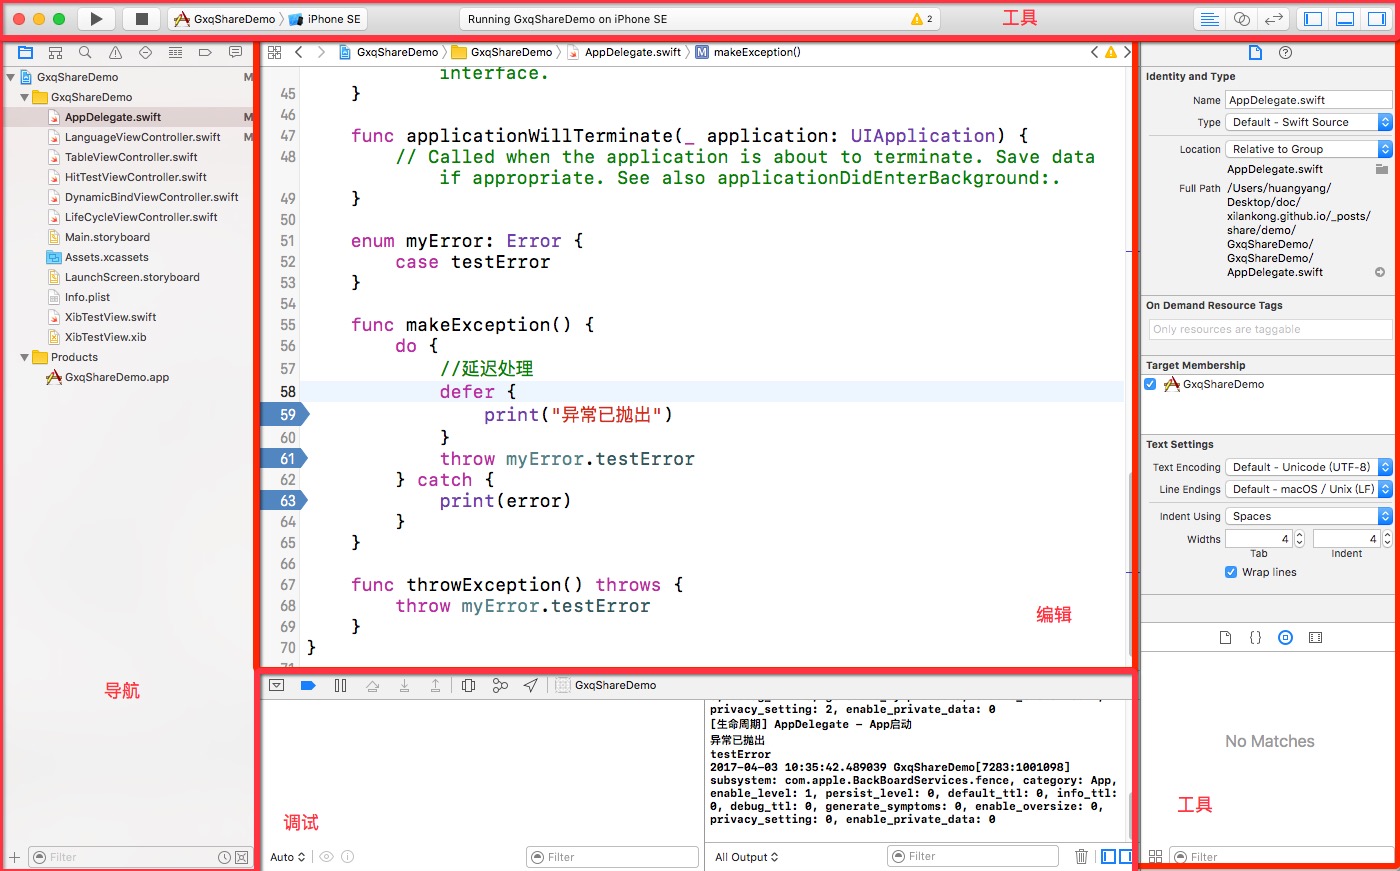 GxqShareDemo
iPhone SE
Running GxqShareDemo on iPhone SE
2
工具
GxqShareDemo M
GxqShareDemo
AppDelegate.swift M
LanguageViewController.swift M
TableViewController.swift
HitTestViewController.swift
DynamicBindViewController.swift
LifeCycleViewController.swift
Main.storyboard
Assets.xcassets
LaunchScreen.storyboard
Info.plist
XibTestView.swift
XibTestView.xib
Products
GxqShareDemo.app
导航
Filter
GxqShareDemo
GxqShareDemo
AppDelegate.swift
M makeException()
interface.
45 }
46
47 func applicationWillTerminate(_ application: UIApplication) {
48 // Called when the application is about to terminate. Save data
if appropriate. See also applicationDidEnterBackground:.
49 }
50
51 enum myError: Error {
52 case testError
53 }
54
55 func makeException() {
56 do {
57 //延迟处理
58 defer {
59 print("异常已抛出")
60 }
61 throw myError.testError
62 } catch {
63 print(error)
64 }
65 }
66
67 func throwException() throws {
68 throw myError.testError
69 }
70 }
编辑
GxqShareDemo
调试
Auto
Filter
privacy_setting: 2, enable_private_data: 0
[生命周期] AppDelegate - App启动
异常已抛出
testError
2017-04-03 10:35:42.489039 GxqShareDemo[7283:1001098]
subsystem: com.apple.BackBoardServices.fence, category: App,
enable_level: 1, persist_level: 0, default_ttl: 0, info_ttl:
0, debug_ttl: 0, generate_symptoms: 0, enable_oversize: 0,
privacy_setting: 0, enable_private_data: 0
All Output
Filter
Identity and Type
Name AppDelegate.swift
Type Default - Swift Source
Location Relative to Group
AppDelegate.swift
Full Path /Users/huangyang/
Desktop/doc/
xilankong.github.io/_posts/
share/demo/
GxqShareDemo/
GxqShareDemo/
AppDelegate.swift
On Demand Resource Tags
Only resources are taggable
Target Membership
GxqShareDemo
Text Settings
Text Encoding Default - Unicode (UTF-8)
Line Endings Default - macOS / Unix (LF)
Indent Using Spaces
Widths 4 4
Tab Indent
Wrap lines
{}
No Matches
工具
Filter